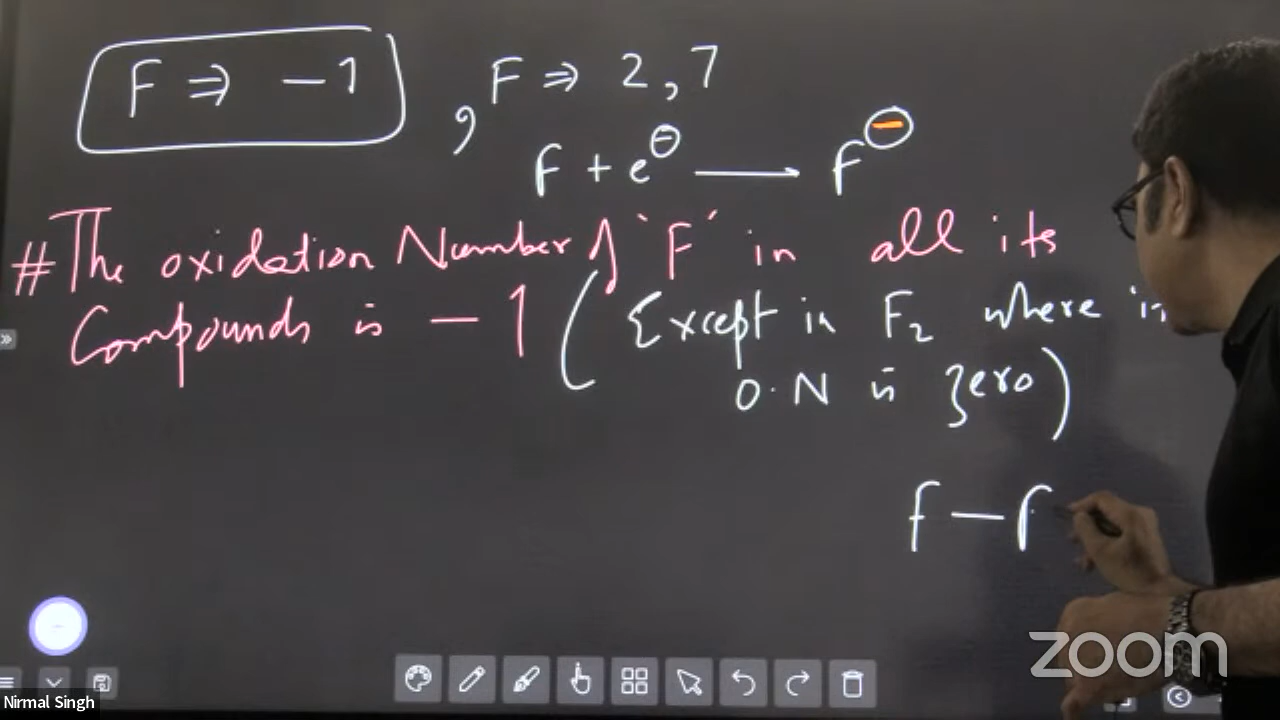 F ⇒ -1 , F ⇒ 2,7
F + e⊖ ⟶ F⊖
# The oxidation Number of 'F' in all its
Compounds is -1 (Except in F₂ where it
O.N is zero)
F — F
zoom
Nirmal Singh